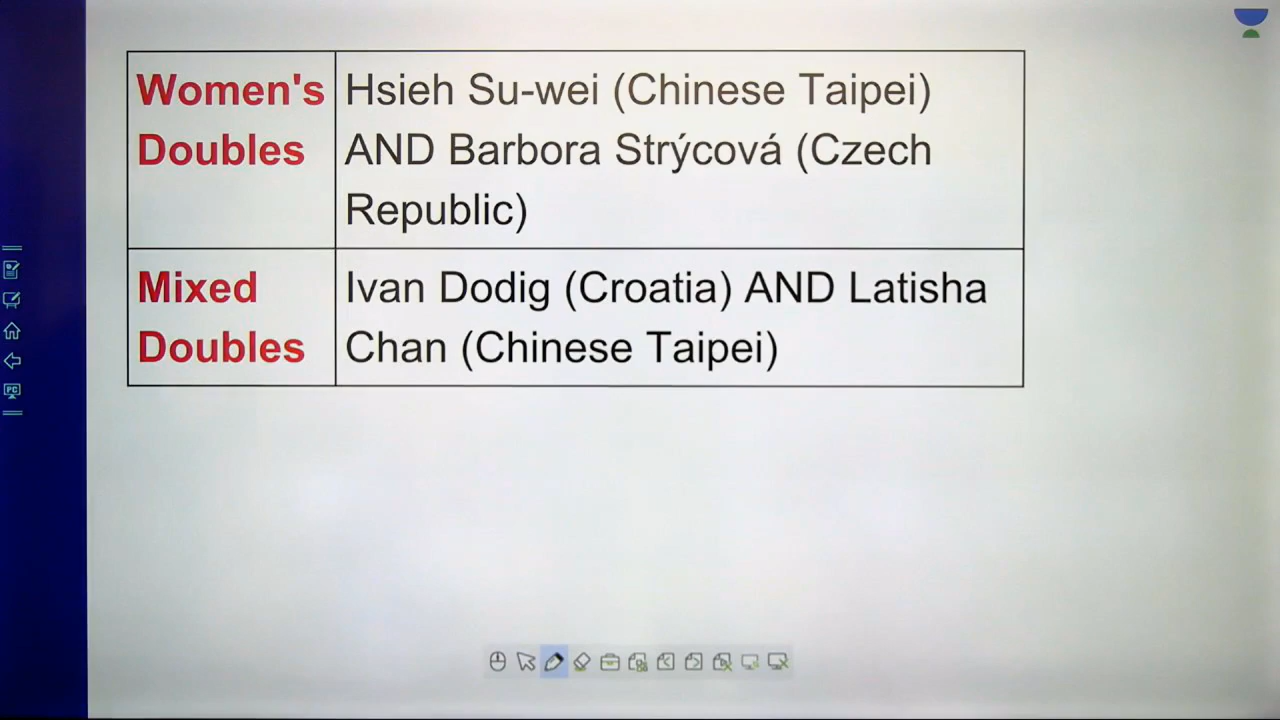 Women's Doubles
Hsieh Su-wei (Chinese Taipei)
AND Barbora Strýcová (Czech
Republic)
Mixed Doubles
Ivan Dodig (Croatia) AND Latisha
Chan (Chinese Taipei)
PC